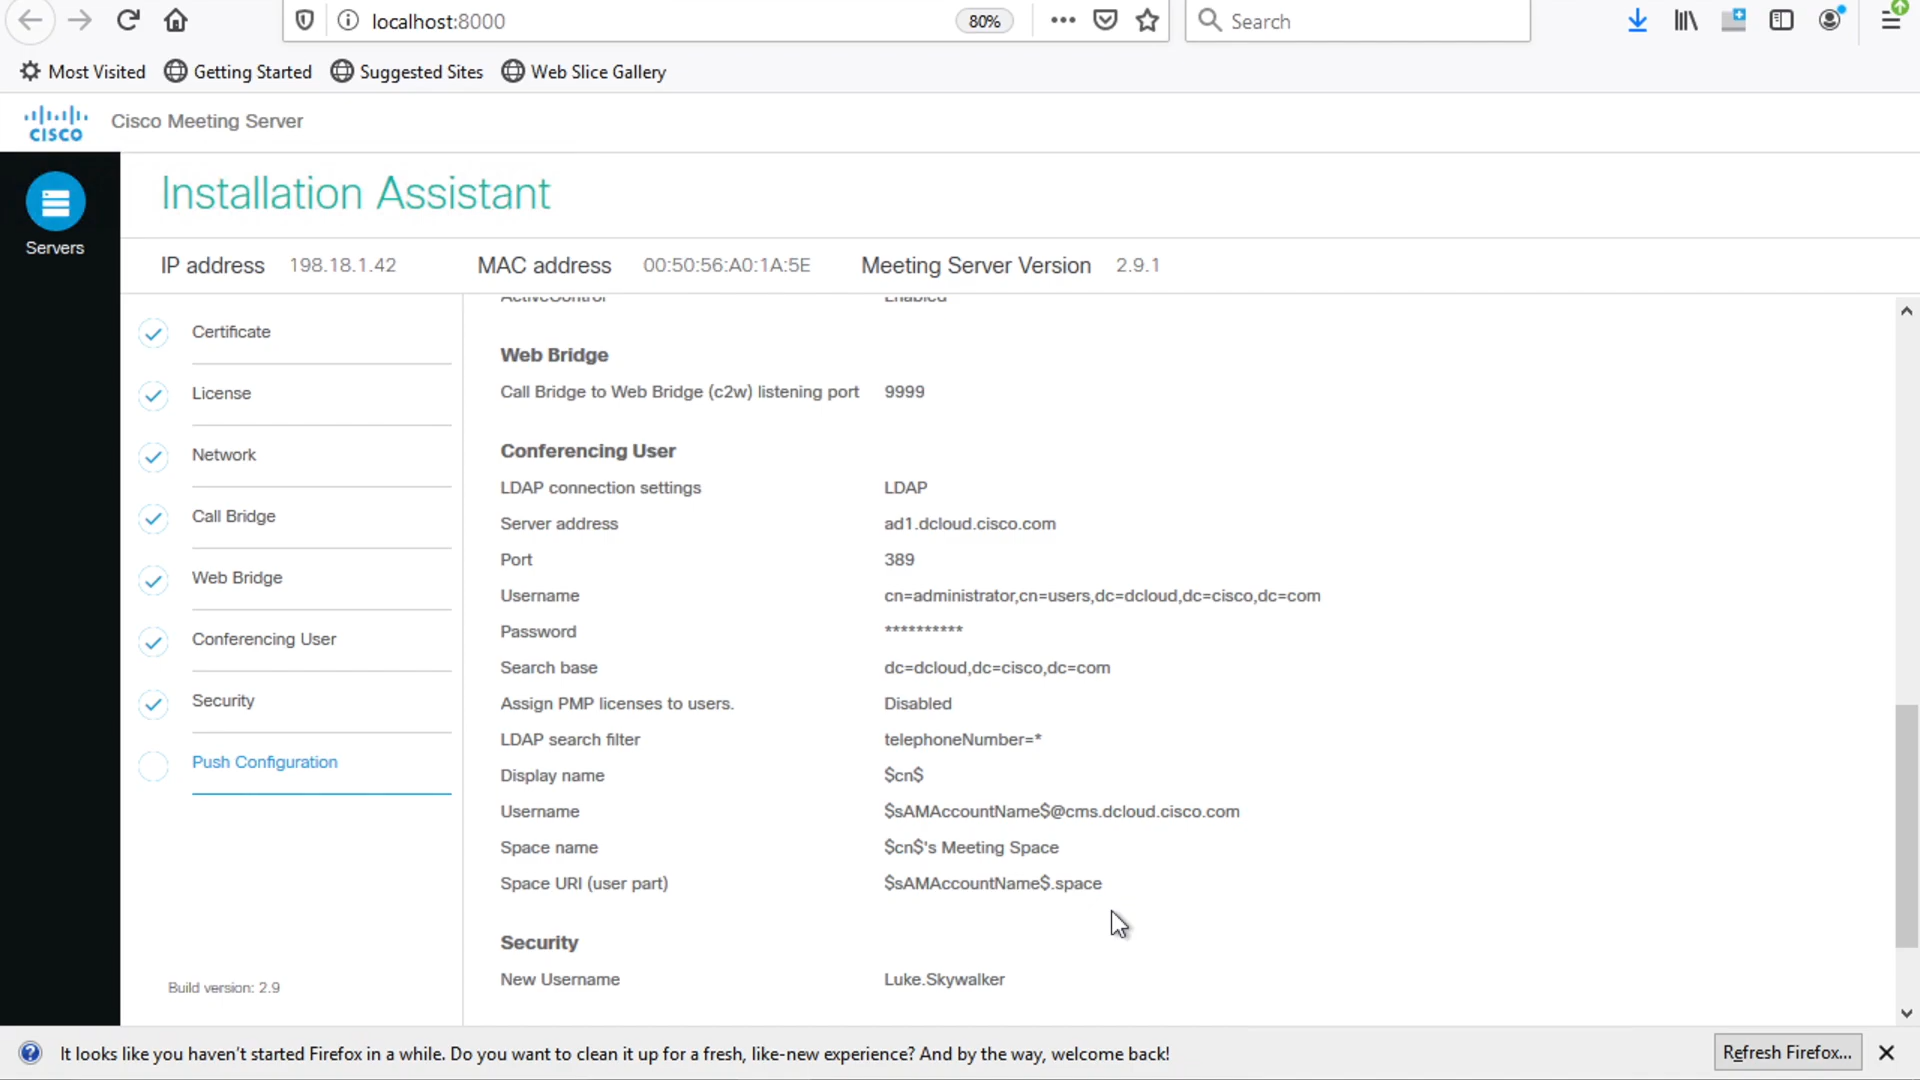 localhost:8000
80%
Search
Most Visited
Getting Started
Suggested Sites
Web Slice Gallery
CISCO
Cisco Meeting Server
Servers
Installation Assistant
IP address 198.18.1.42 MAC address 00:50:56:A0:1A:5E Meeting Server Version 2.9.1
Certificate
License
Network
Call Bridge
Web Bridge
Conferencing User
Security
Push Configuration
Build version: 2.9
ActiveControl Enabled
Web Bridge
Call Bridge to Web Bridge (c2w) listening port 9999
Conferencing User
LDAP connection settings LDAP
Server address ad1.dcloud.cisco.com
Port 389
Username cn=administrator,cn=users,dc=dcloud,dc=cisco,dc=com
Password **********
Search base dc=dcloud,dc=cisco,dc=com
Assign PMP licenses to users. Disabled
LDAP search filter telephoneNumber=*
Display name $cn$
Username $sAMAccountName$@cms.dcloud.cisco.com
Space name $cn$'s Meeting Space
Space URI (user part) $sAMAccountName$.space
Security
New Username Luke.Skywalker
It looks like you haven't started Firefox in a while. Do you want to clean it up for a fresh, like-new experience? And by the way, welcome back!
Refresh Firefox...